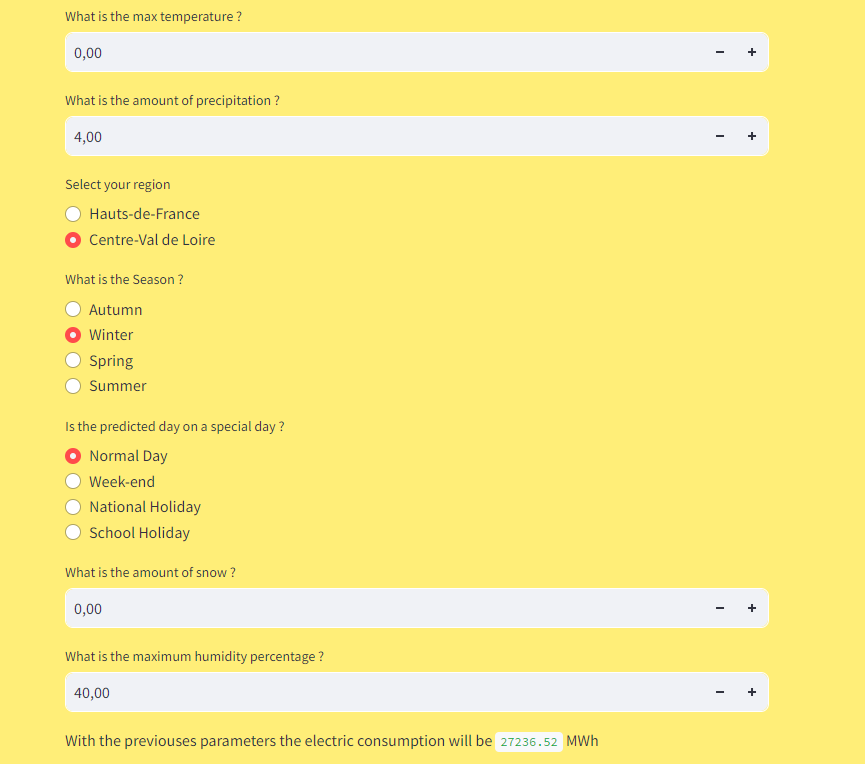 What is the max temperature ?
0,00
What is the amount of precipitation ?
4,00
Select your region
Hauts-de-France
Centre-Val de Loire
What is the Season ?
Autumn
Winter
Spring
Summer
Is the predicted day on a special day ?
Normal Day
Week-end
National Holiday
School Holiday
What is the amount of snow ?
0,00
What is the maximum humidity percentage ?
40,00
With the previouses parameters the electric consumption will be 27236.52 MWh